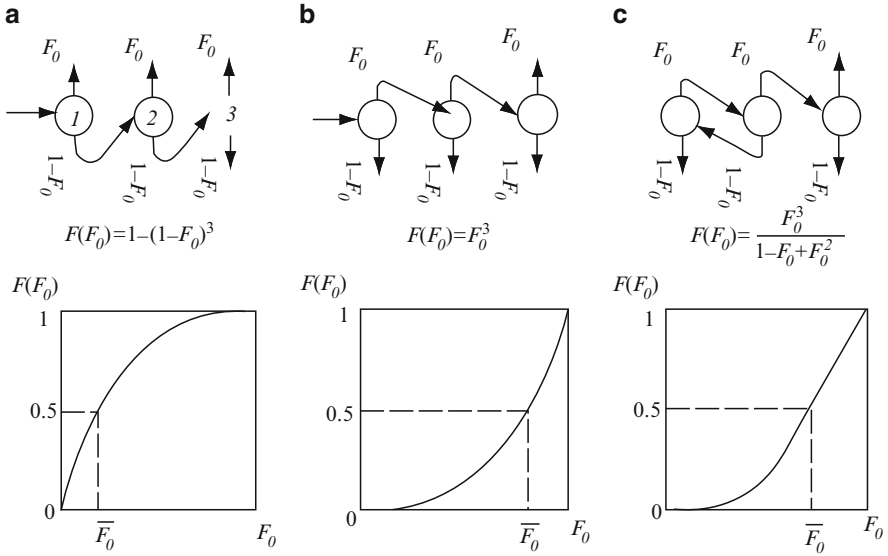 a b c
F₀ F₀ F₀ F₀ F₀ F₀ F₀ F₀ F₀
1 2 3
1–F₀ 1–F₀ 1–F₀ 1–F₀ 1–F₀ 1–F₀ 1–F₀ 1–F₀ 1–F₀
F(F₀)=1–(1–F₀)³ F(F₀)=F₀³ F(F₀)= F₀³ / 1–F₀+F₀²
F(F₀) F(F₀) F(F₀)
1 1 1
0.5 0.5 0.5
0 0 0
F̅₀ F₀ F̅₀ F₀ F̅₀ F₀